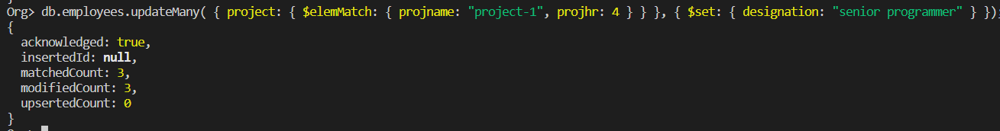 Org> db.employees.updateMany( { project: { $elemMatch: { projname: "project-1", projhr: 4 } } }, { $set: { designation: "senior programmer" } });
{
  acknowledged: true,
  insertedId: null,
  matchedCount: 3,
  modifiedCount: 3,
  upsertedCount: 0
}